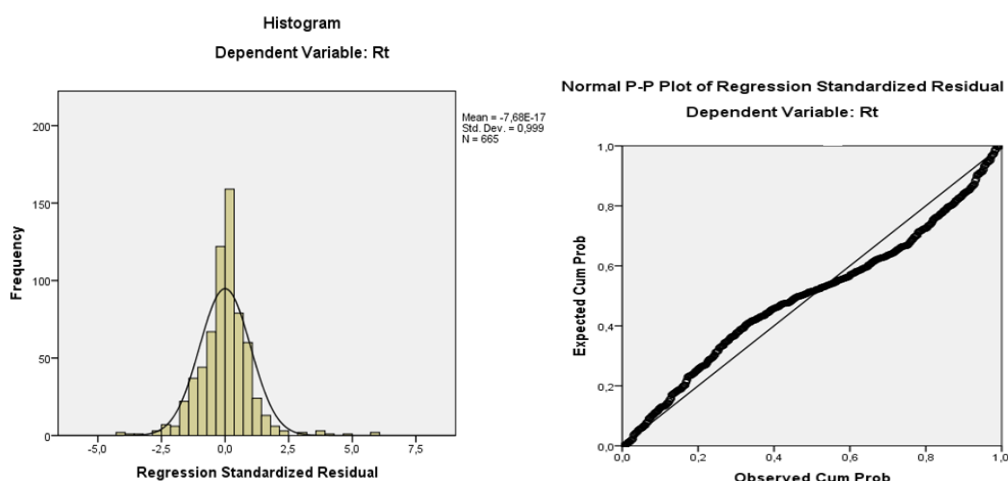 Histogram
Dependent Variable: Rt
Mean = -7,68E-17
Std. Dev. = 0,999
N = 665
200
150
100
50
0
Frequency
-5,0
-2,5
0,0
2,5
5,0
7,5
Regression Standardized Residual
Normal P-P Plot of Regression Standardized Residual
Dependent Variable: Rt
1,0
0,8
0,6
0,4
0,2
0,0
Expected Cum Prob
0,0
0,2
0,4
0,6
0,8
1,0
Observed Cum Prob